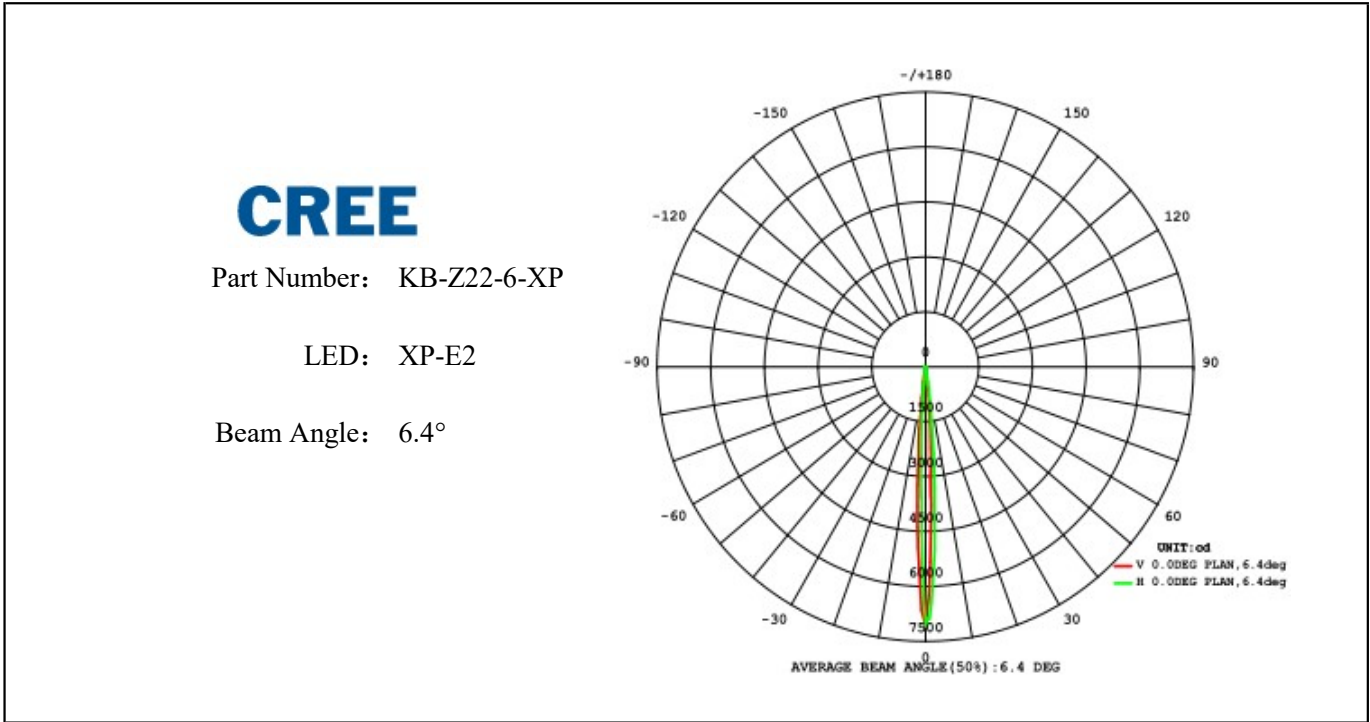 CREE
Part Number： KB-Z22-6-XP
LED： XP-E2
Beam Angle： 6.4°
-/+180
-150
150
-120
120
-90
90
0
1500
3000
4500
6000
7500
-60
60
-30
30
0
UNIT:cd
V 0.0DEG PLAN,6.4deg
H 0.0DEG PLAN,6.4deg
AVERAGE BEAM ANGLE(50%):6.4 DEG